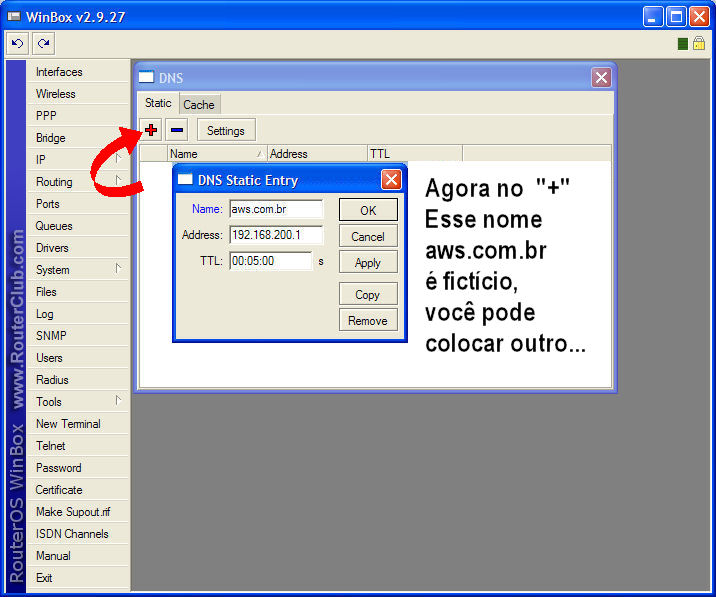 WinBox v2.9.27
RouterOS WinBox www.RouterClub.com
Interfaces
Wireless
PPP
Bridge
IP
Routing
Ports
Queues
Drivers
System
Files
Log
SNMP
Users
Radius
Tools
New Terminal
Telnet
Password
Certificate
Make Supout.rif
ISDN Channels
Manual
Exit
DNS
Static Cache
Settings
Name Address TTL
DNS Static Entry
Name: aws.com.br OK
Address: 192.168.200.1 Cancel
TTL: 00:05:00 s Apply
Copy
Remove
Agora no "+"
Esse nome
aws.com.br
é fictício,
você pode
colocar outro...